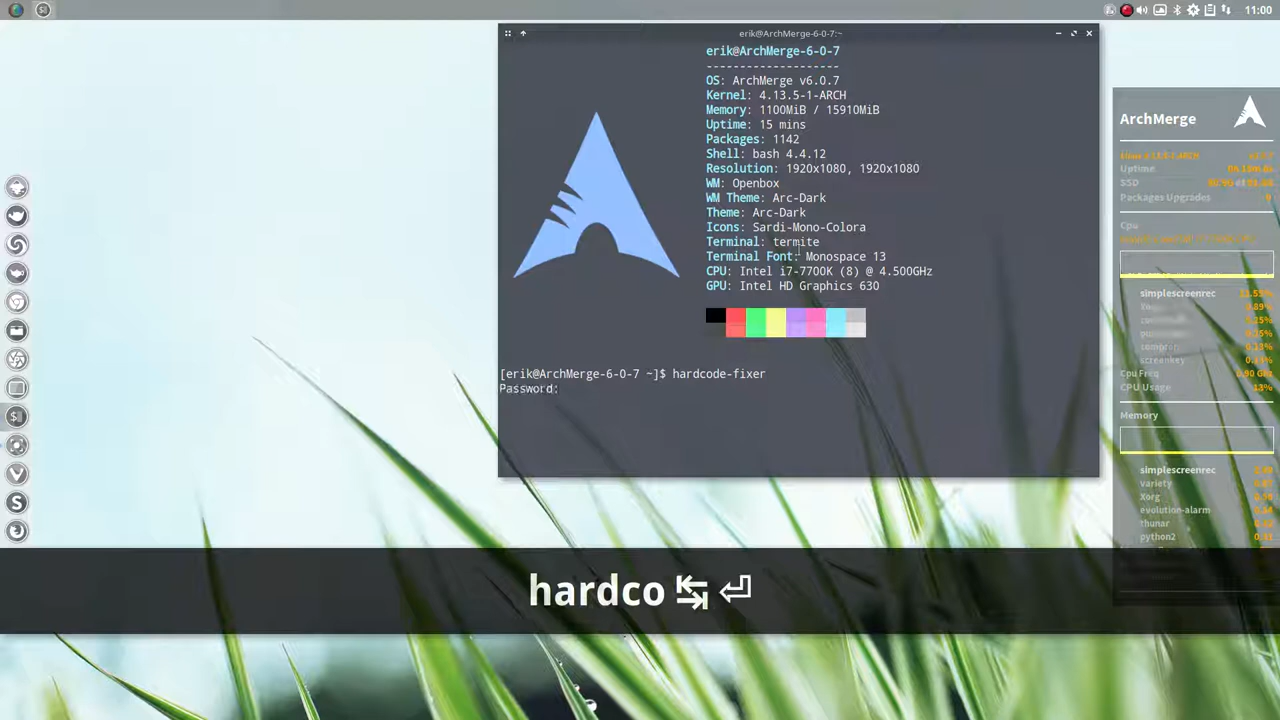 11:00
erik@ArchMerge-6-0-7:~
erik@ArchMerge-6-0-7
-------------------
OS: ArchMerge v6.0.7
Kernel: 4.13.5-1-ARCH
Memory: 1100MiB / 15910MiB
Uptime: 15 mins
Packages: 1142
Shell: bash 4.4.12
Resolution: 1920x1080, 1920x1080
WM: Openbox
WM Theme: Arc-Dark
Theme: Arc-Dark
Icons: Sardi-Mono-Colora
Terminal: termite
Terminal Font: Monospace 13
CPU: Intel i7-7700K (8) @ 4.500GHz
GPU: Intel HD Graphics 630
[erik@ArchMerge-6-0-7 ~]$ hardcode-fixer
Password:
ArchMerge
Uptime
SSD
Packages Upgrades
Cpu
simplescreenrec
screenkey
Cpu Freq
CPU Usage 13%
Memory
simplescreenrec
variety
Xorg
evolution-alarm
thunar
python2
hardco ↹ ⏎